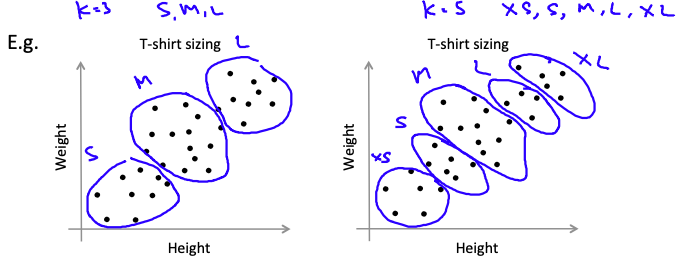 K=3 S, M, L
K=5 XS, S, M, L, XL
E.g.
T-shirt sizing
L
M
S
Weight
Height
T-shirt sizing
XL
L
M
S
XS
Weight
Height